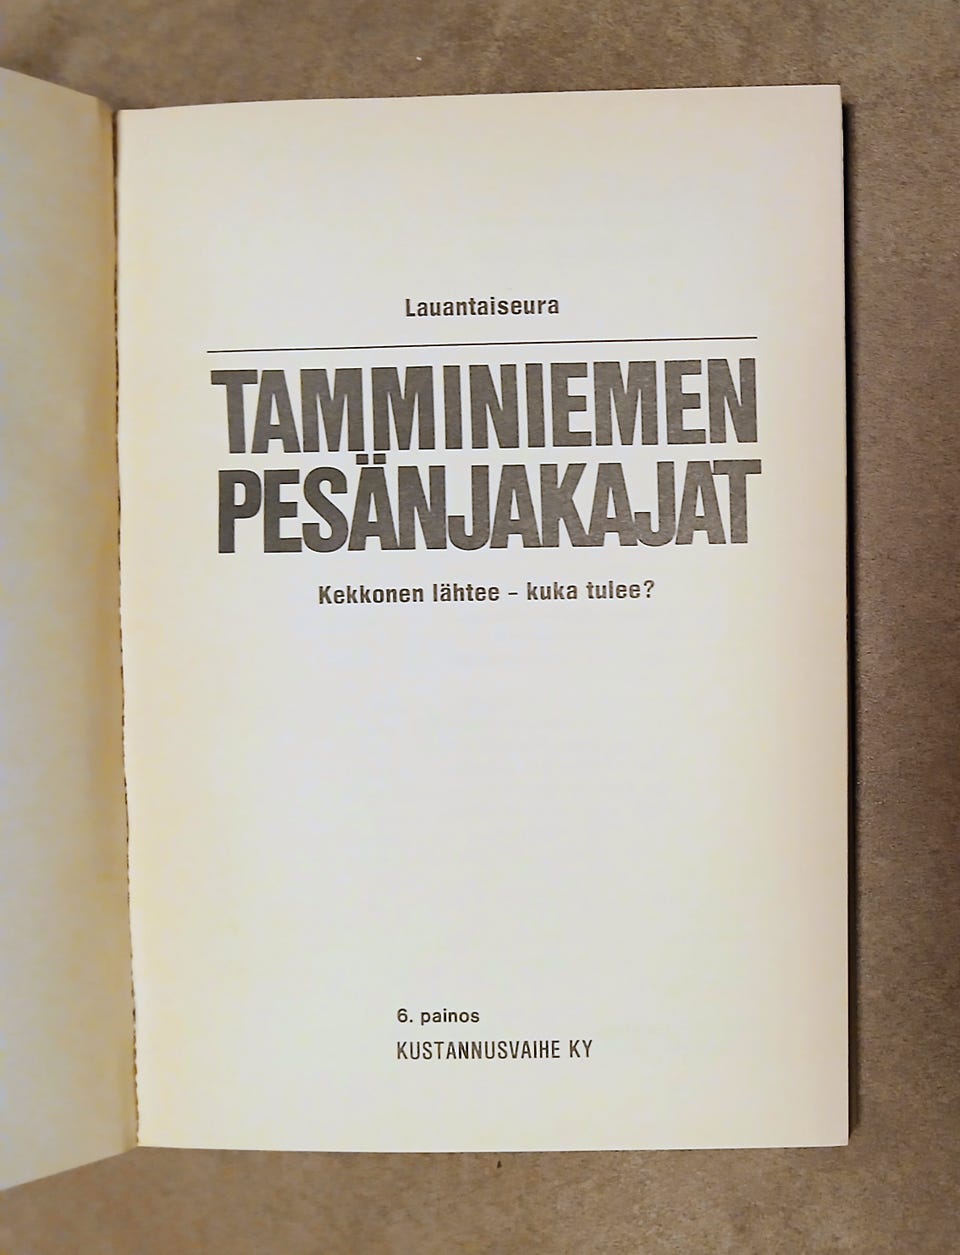 Lauantaiseura
TAMMINIEMEN
PESÄNJAKAJAT
Kekkonen lähtee – kuka tulee?
6. painos
KUSTANNUSVAIHE KY